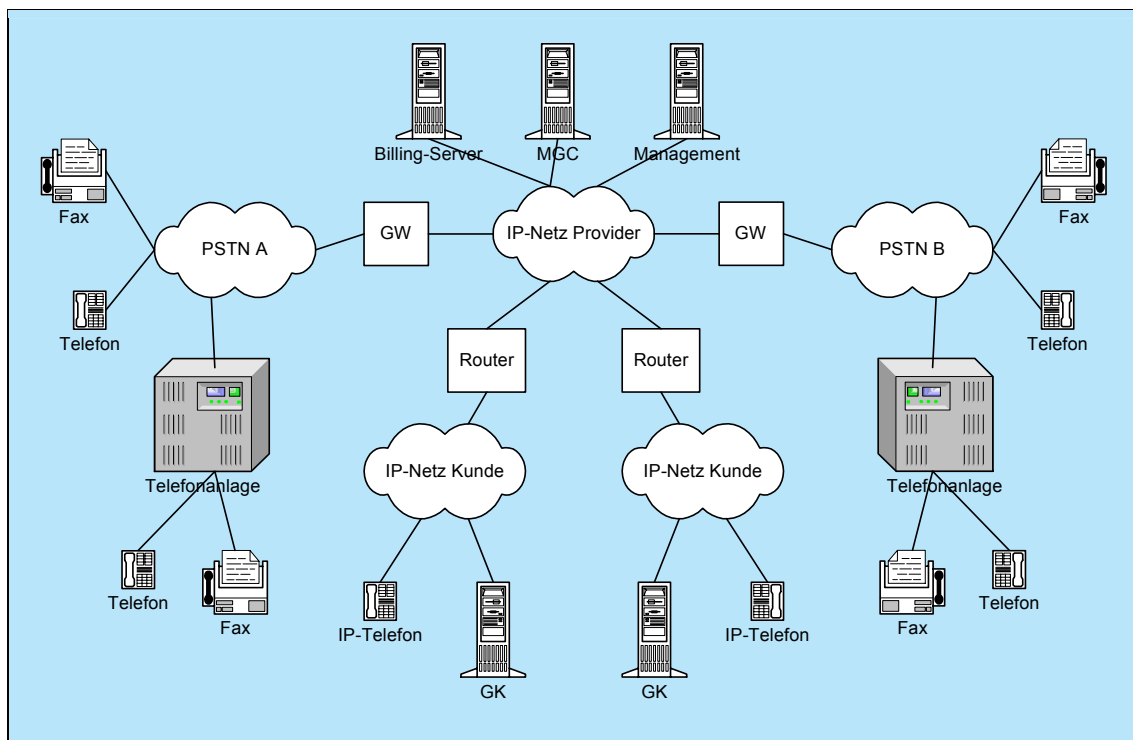 Billing-Server
MGC
Management
Fax
Fax
PSTN A
GW
IP-Netz Provider
GW
PSTN B
Telefon
Telefon
Router
Router
Telefonanlage
IP-Netz Kunde
IP-Netz Kunde
Telefonanlage
Telefon
Fax
IP-Telefon
GK
GK
IP-Telefon
Fax
Telefon